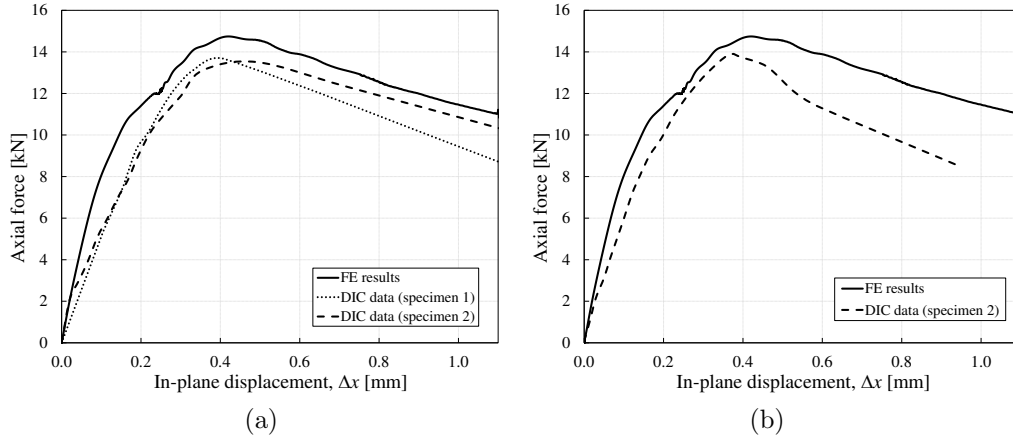 16
14
12
10
8
6
4
2
0
Axial force [kN]
FE results
DIC data (specimen 1)
DIC data (specimen 2)
0.0 0.2 0.4 0.6 0.8 1.0
In-plane displacement, Δx [mm]
(a)
16
14
12
10
8
6
4
2
0
Axial force [kN]
FE results
DIC data (specimen 2)
0.0 0.2 0.4 0.6 0.8 1.0
In-plane displacement, Δx [mm]
(b)